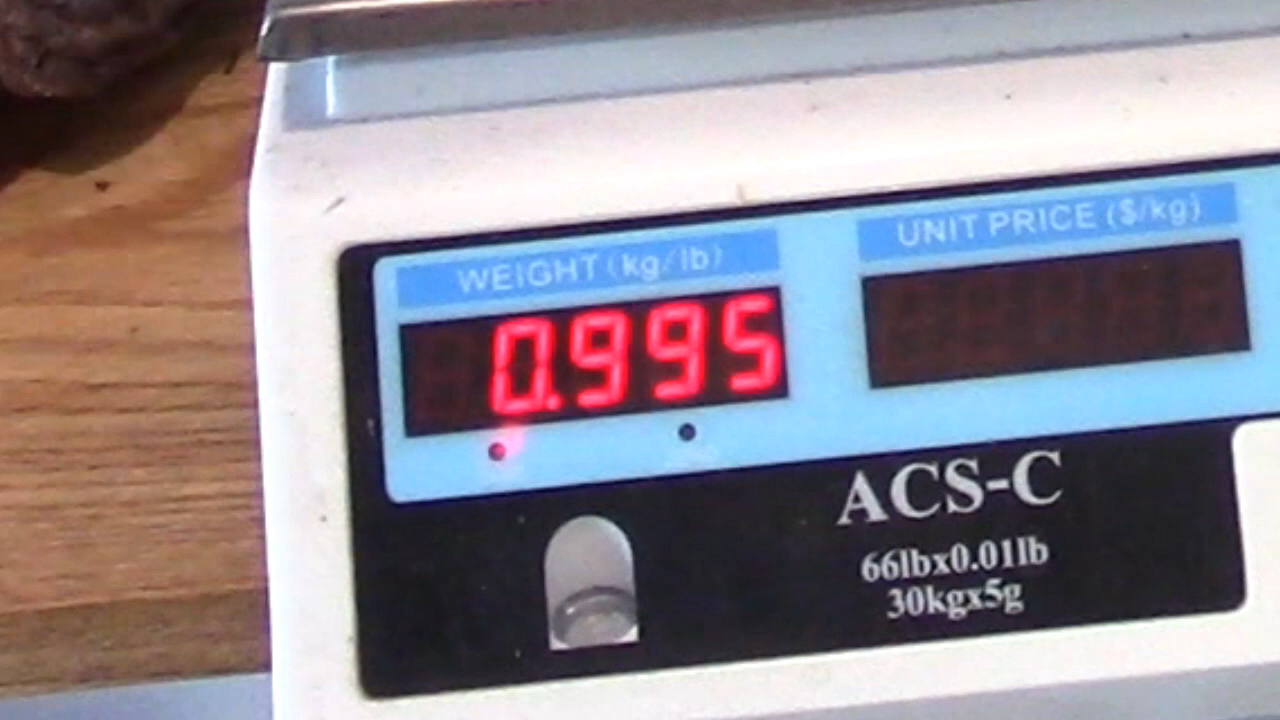 WEIGHT (kg/lb)
UNIT PRICE ($/kg)
0.995
ACS-C
66lbx0.01lb
30kgx5g